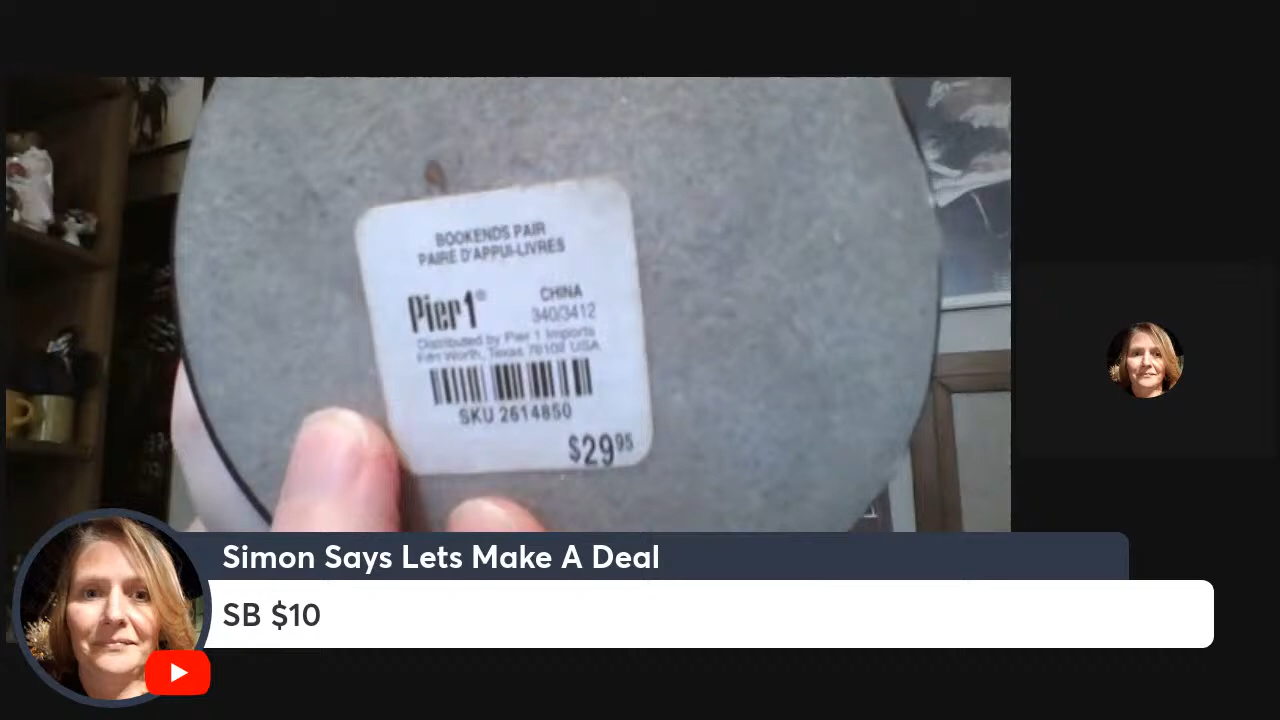 BOOKENDS PAIR
PAIRE D'APPUI-LIVRES
Pier1®
CHINA
340/3412
Distributed by Pier 1 Imports
Fort Worth, Texas 76102 USA
SKU 2614850
$29.95
Simon Says Lets Make A Deal
SB $10